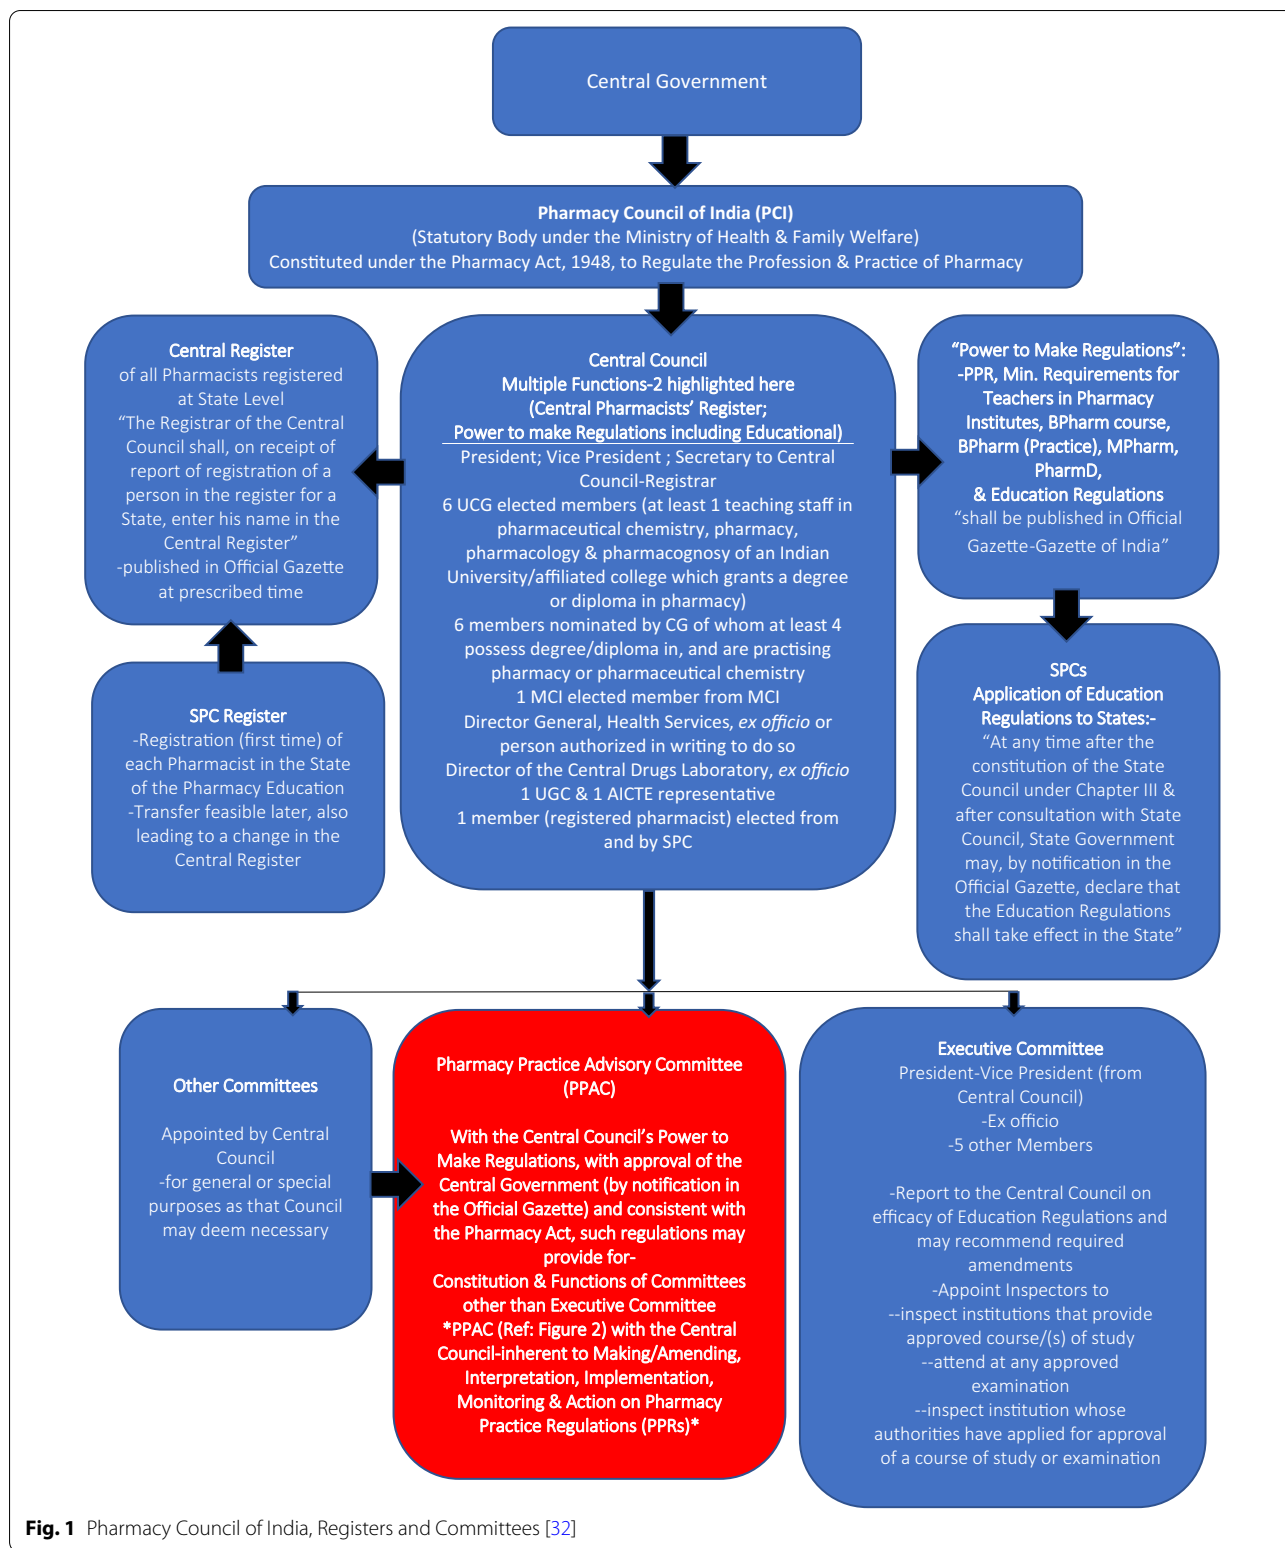 Central Government
Pharmacy Council of India (PCI)
(Statutory Body under the Ministry of Health & Family Welfare)
Constituted under the Pharmacy Act, 1948, to Regulate the Profession & Practice of Pharmacy
Central Register
of all Pharmacists registered
at State Level
“The Registrar of the Central
Council shall, on receipt of
report of registration of a
person in the register for a
State, enter his name in the
Central Register”
-published in Official Gazette
at prescribed time
Central Council
Multiple Functions-2 highlighted here
(Central Pharmacists’ Register;
Power to make Regulations including Educational)
President; Vice President ; Secretary to Central
Council-Registrar
6 UCG elected members (at least 1 teaching staff in
pharmaceutical chemistry, pharmacy,
pharmacology & pharmacognosy of an Indian
University/affiliated college which grants a degree
or diploma in pharmacy)
6 members nominated by CG of whom at least 4
possess degree/diploma in, and are practising
pharmacy or pharmaceutical chemistry
1 MCI elected member from MCI
Director General, Health Services, ex officio or
person authorized in writing to do so
Director of the Central Drugs Laboratory, ex officio
1 UGC & 1 AICTE representative
1 member (registered pharmacist) elected from
and by SPC
“Power to Make Regulations”:
-PPR, Min. Requirements for
Teachers in Pharmacy
Institutes, BPharm course,
BPharm (Practice), MPharm,
PharmD,
& Education Regulations
“shall be published in Official
Gazette-Gazette of India”
SPC Register
-Registration (first time) of
each Pharmacist in the State
of the Pharmacy Education
-Transfer feasible later, also
leading to a change in the
Central Register
SPCs
Application of Education
Regulations to States:-
“At any time after the
constitution of the State
Council under Chapter III &
after consultation with State
Council, State Government
may, by notification in the
Official Gazette, declare that
the Education Regulations
shall take effect in the State”
Other Committees
Appointed by Central
Council
-for general or special
purposes as that Council
may deem necessary
Pharmacy Practice Advisory Committee
(PPAC)
With the Central Council’s Power to
Make Regulations, with approval of the
Central Government (by notification in
the Official Gazette) and consistent with
the Pharmacy Act, such regulations may
provide for-
Constitution & Functions of Committees
other than Executive Committee
*PPAC (Ref: Figure 2) with the Central
Council-inherent to Making/Amending,
Interpretation, Implementation,
Monitoring & Action on Pharmacy
Practice Regulations (PPRs)*
Executive Committee
President-Vice President (from
Central Council)
-Ex officio
-5 other Members
-Report to the Central Council on
efficacy of Education Regulations and
may recommend required
amendments
-Appoint Inspectors to
--inspect institutions that provide
approved course/(s) of study
--attend at any approved
examination
--inspect institution whose
authorities have applied for approval
of a course of study or examination
Fig. 1 Pharmacy Council of India, Registers and Committees [32]